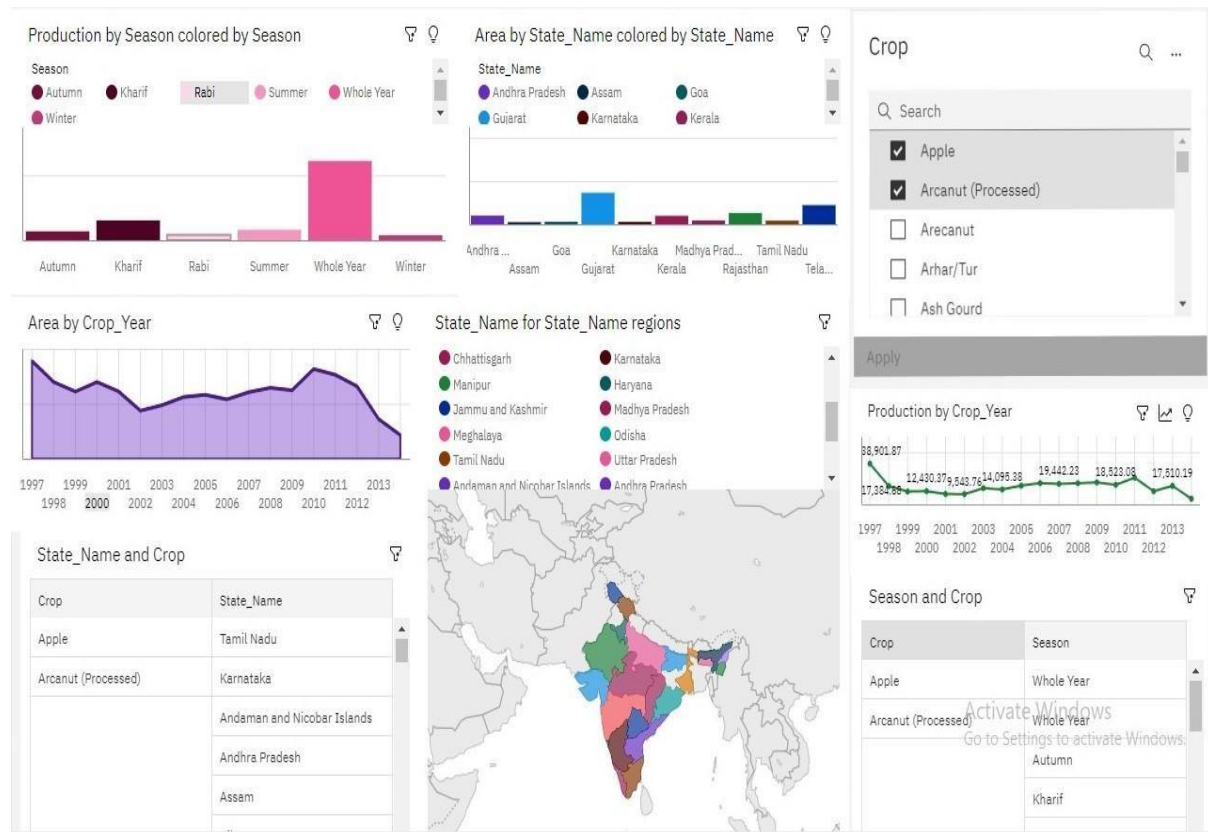 Production by Season colored by Season
Season
Autumn Kharif Rabi Summer Whole Year
Winter
Autumn Kharif Rabi Summer Whole Year Winter
Area by State_Name colored by State_Name
State_Name
Andhra Pradesh Assam Goa
Gujarat Karnataka Kerala
Andhra ... Goa Karnataka Madhya Prad... Tamil Nadu
Assam Gujarat Kerala Rajasthan Tela...
Crop
Search
Apple
Arcanut (Processed)
Arecanut
Arhar/Tur
Ash Gourd
Apply
Area by Crop_Year
1997 1999 2001 2003 2005 2007 2009 2011 2013
1998 2000 2002 2004 2006 2008 2010 2012
State_Name for State_Name regions
Chhattisgarh Karnataka
Manipur Haryana
Jammu and Kashmir Madhya Pradesh
Meghalaya Odisha
Tamil Nadu Uttar Pradesh
Andaman and Nicobar Islands Andhra Pradesh
Production by Crop_Year
38,901.87
17,384.88 12,430.37 9,543.76 14,095.38 19,442.23 18,523.08 17,510.19
1997 1999 2001 2003 2005 2007 2009 2011 2013
1998 2000 2002 2004 2006 2008 2010 2012
State_Name and Crop
Crop State_Name
Apple Tamil Nadu
Arcanut (Processed) Karnataka
Andaman and Nicobar Islands
Andhra Pradesh
Assam
Season and Crop
Crop Season
Apple Whole Year
Arcanut (Processed) Whole Year
Autumn
Kharif
Activate Windows
Go to Settings to activate Windows.